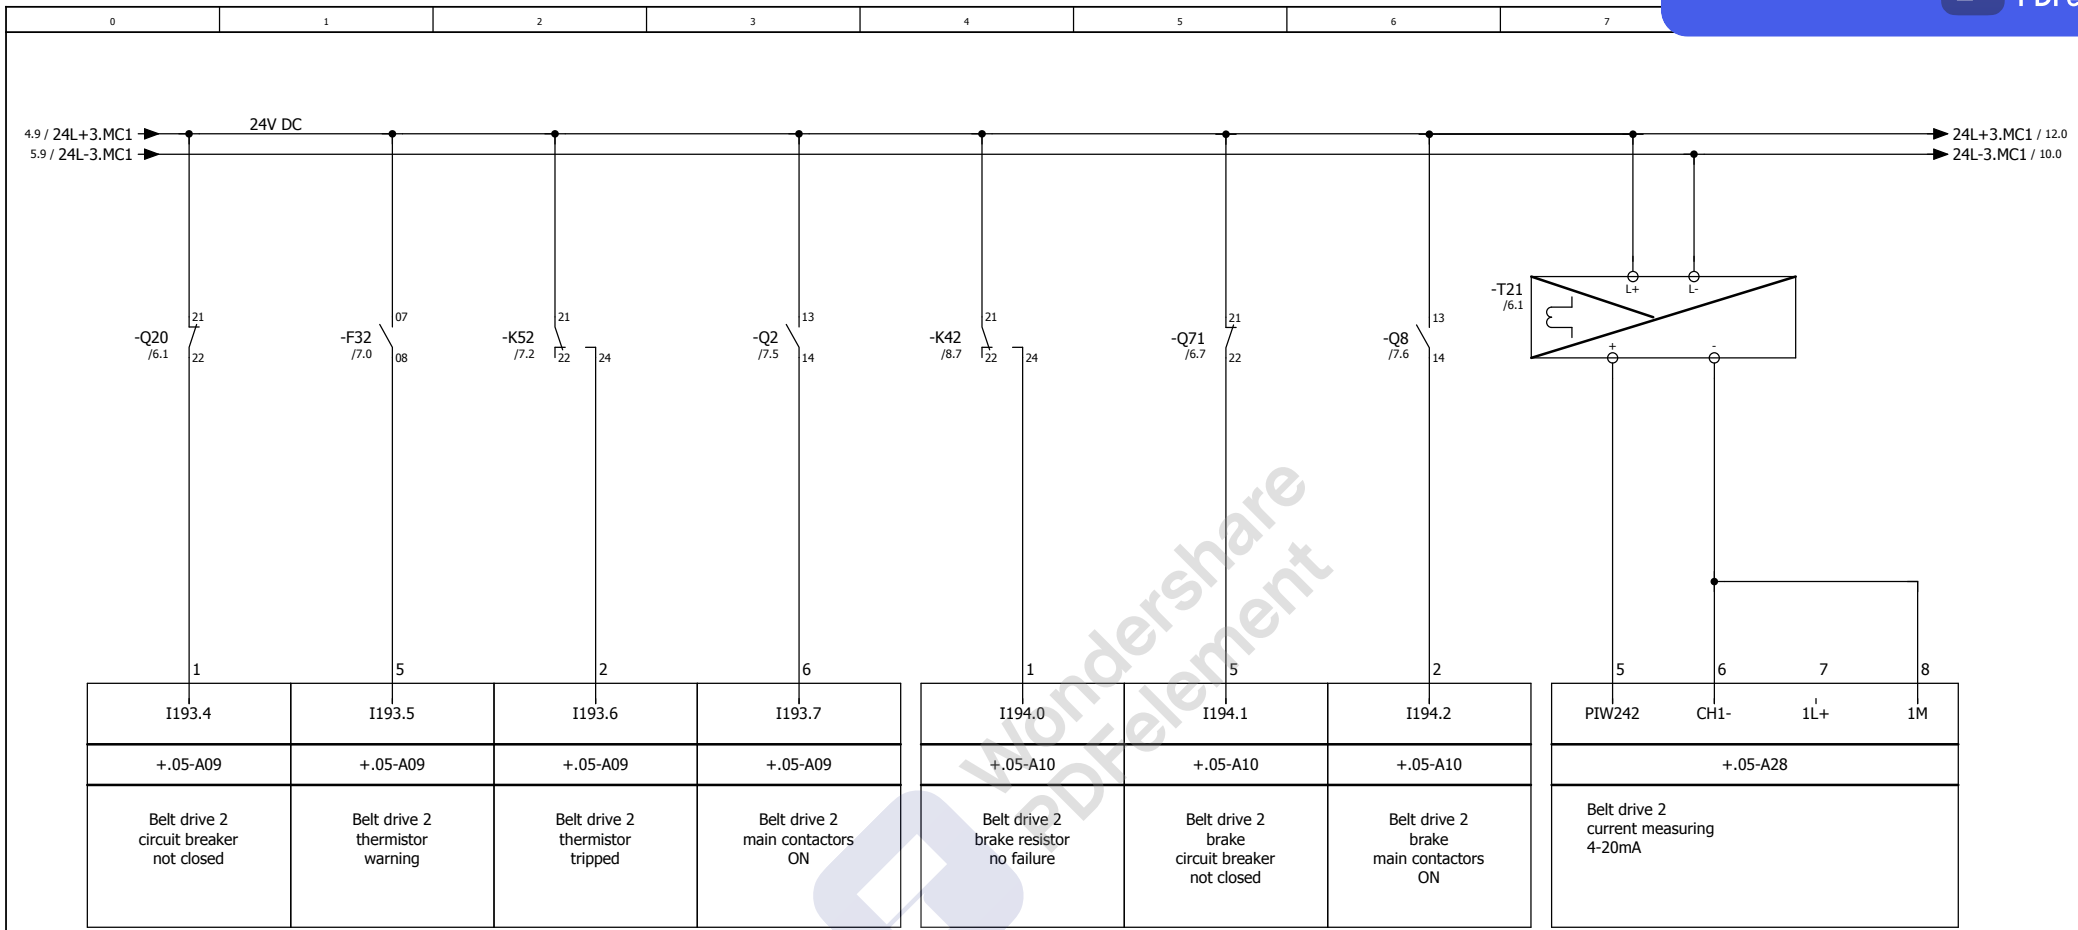 0 1 2 3 4 5 6 7
24V DC
4.9 / 24L+3.MC1
24L+3.MC1 / 12.0
5.9 / 24L-3.MC1
24L-3.MC1 / 10.0
-Q20
/6.1
21
22
-F32
/7.0
07
08
-K52
/7.2
21
22
24
-Q2
/7.5
13
14
-K42
/8.7
21
22
24
-Q71
/6.7
21
22
-Q8
/7.6
13
14
-T21
/6.1
L+
L-
+
-
1 5 2 6 1 5 2 5 6 7 8
I193.4 I193.5 I193.6 I193.7 I194.0 I194.1 I194.2 PIW242 CH1- 1L+ 1M
+.05-A09 +.05-A09 +.05-A09 +.05-A09 +.05-A10 +.05-A10 +.05-A10 +.05-A28
Belt drive 2
circuit breaker
not closed
Belt drive 2
thermistor
warning
Belt drive 2
thermistor
tripped
Belt drive 2
main contactors
ON
Belt drive 2
brake resistor
no failure
Belt drive 2
brake
circuit breaker
not closed
Belt drive 2
brake
main contactors
ON
Belt drive 2
current measuring
4-20mA
Wondershare
PDFelement